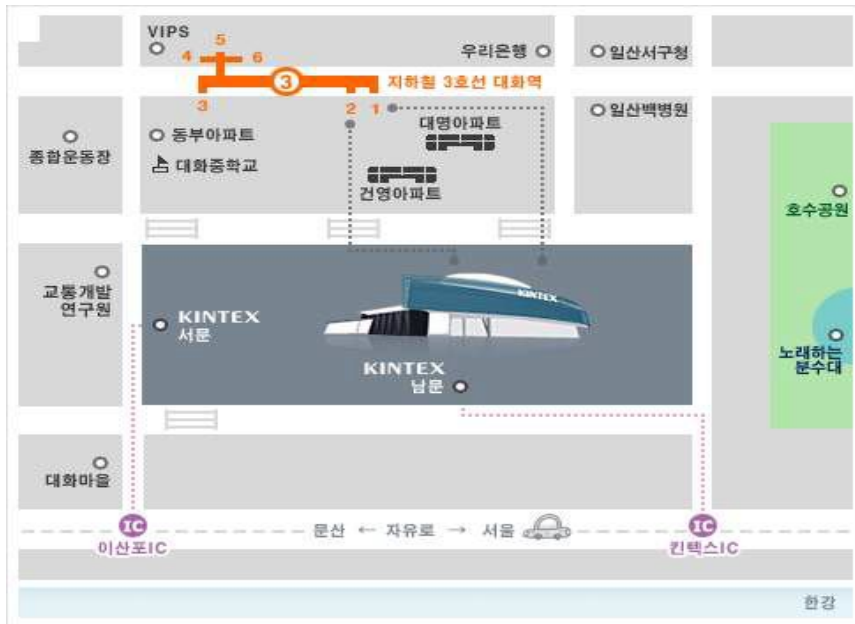 VIPS
5
4
6
우리은행
일산서구청
3
지하철 3호선 대화역
3
2
1
일산백병원
동부아파트
대명아파트
종합운동장
대화중학교
건영아파트
호수공원
교통개발
연구원
KINTEX
KINTEX
서문
노래하는
분수대
KINTEX
남문
대화마을
IC
이산포IC
문산 ← 자유로 → 서울
IC
킨텍스IC
한강